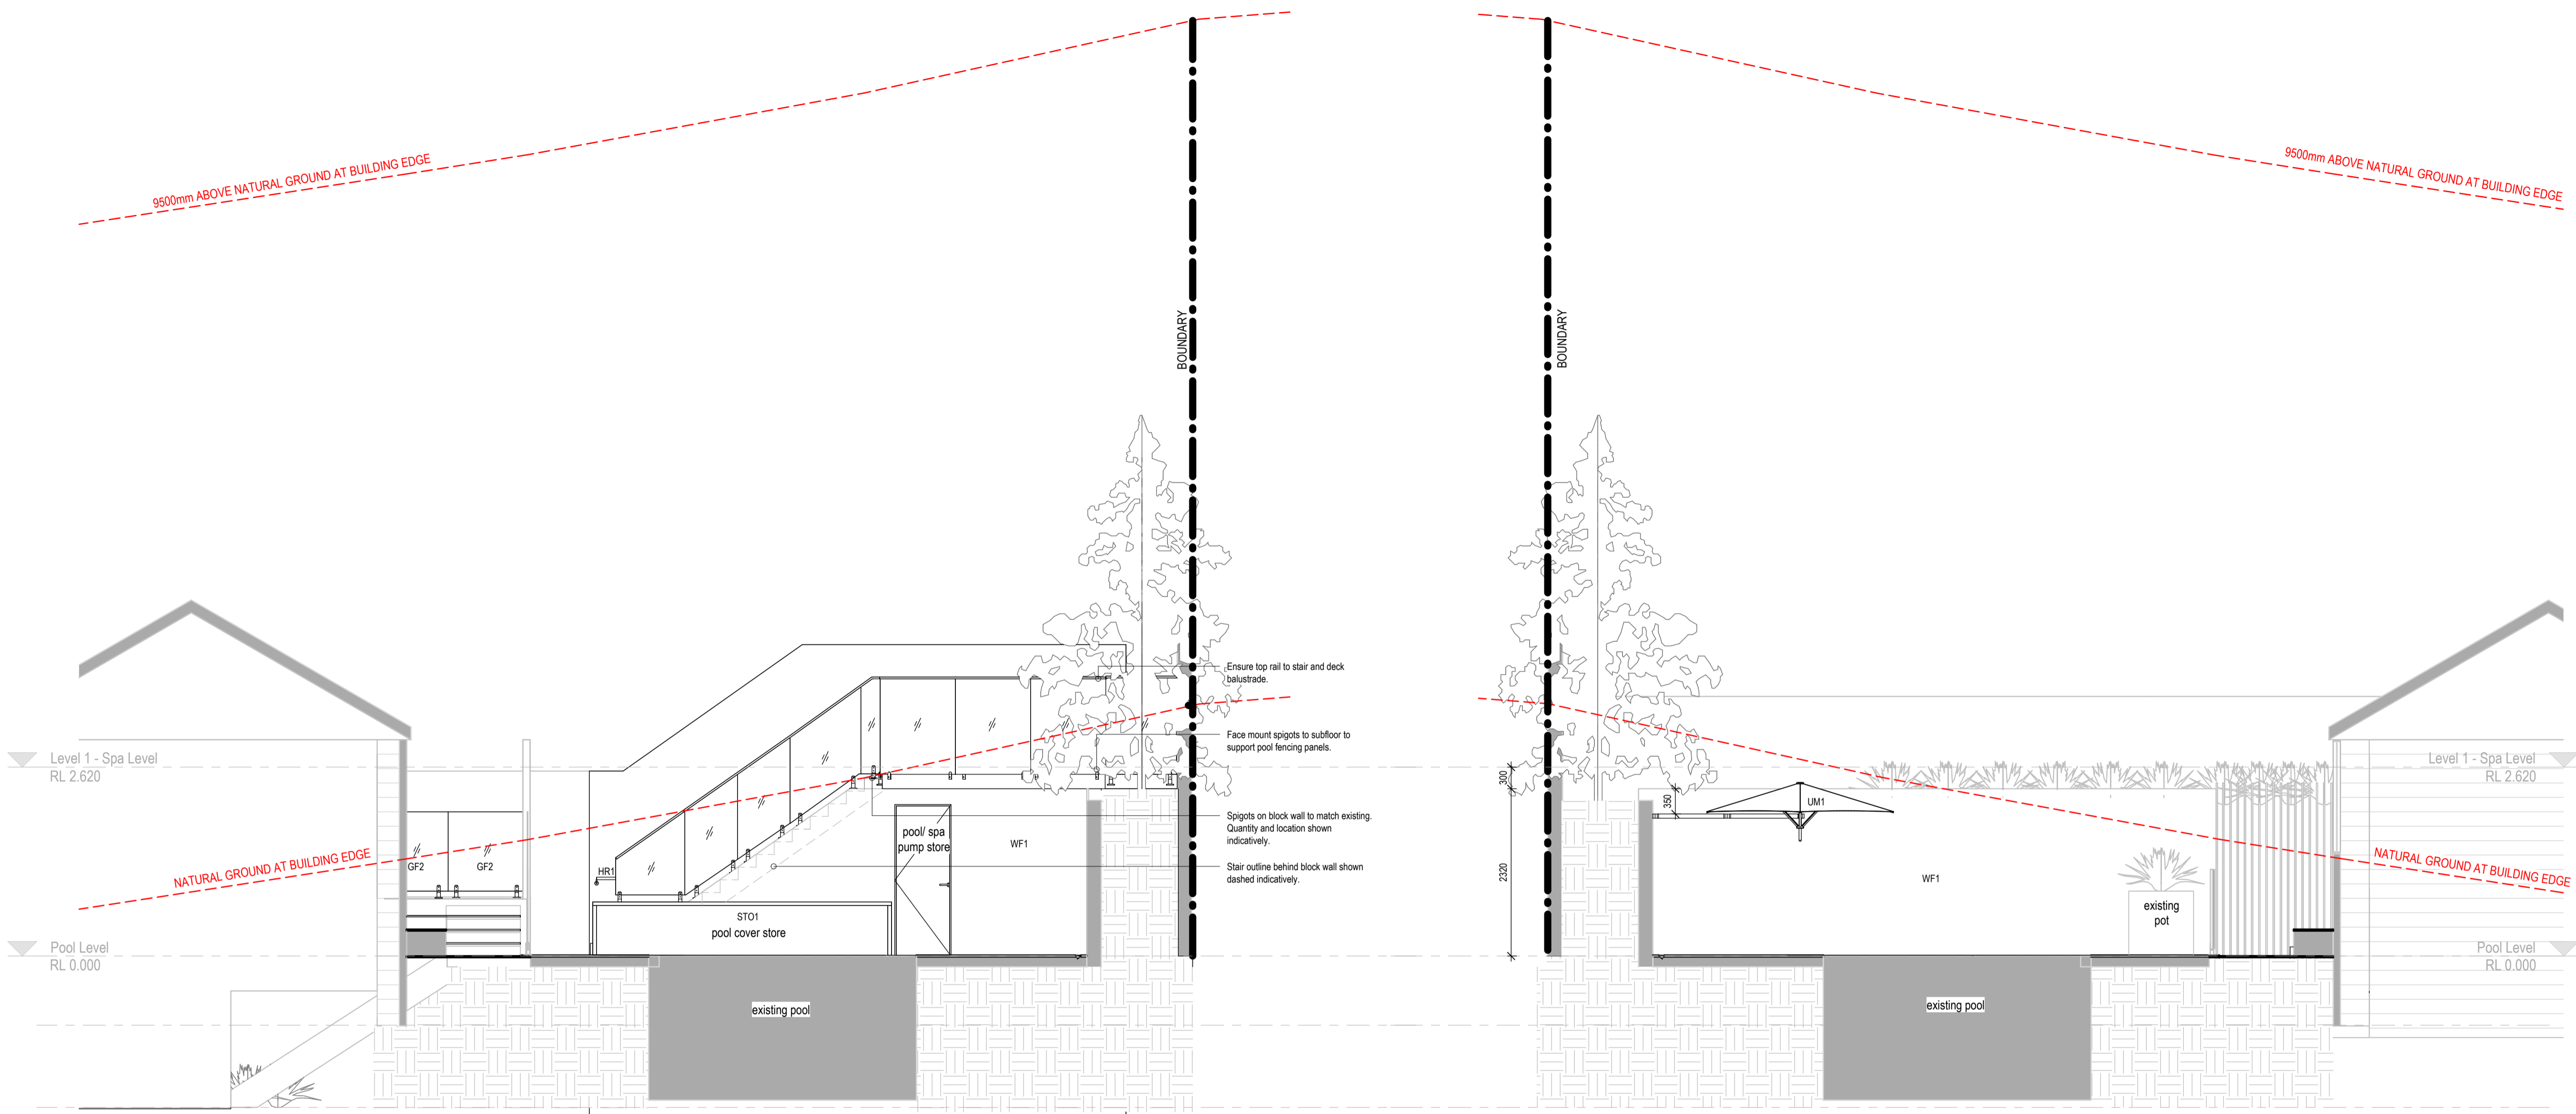 9500mm ABOVE NATURAL GROUND AT BUILDING EDGE
BOUNDARY
Ensure top rail to stair and deck
balustrade.
Face mount spigots to subfloor to
support pool fencing panels.
Spigots on block wall to match existing.
Quantity and location shown
indicatively.
Stair outline behind block wall shown
dashed indicatively.
Level 1 - Spa Level
RL 2.620
NATURAL GROUND AT BUILDING EDGE
GF2
GF2
HR1
pool/ spa
pump store
WF1
STO1
pool cover store
Pool Level
RL 0.000
existing pool
9500mm ABOVE NATURAL GROUND AT BUILDING EDGE
BOUNDARY
300
350
2320
UM1
WF1
Level 1 - Spa Level
RL 2.620
NATURAL GROUND AT BUILDING EDGE
existing
pot
Pool Level
RL 0.000
existing pool